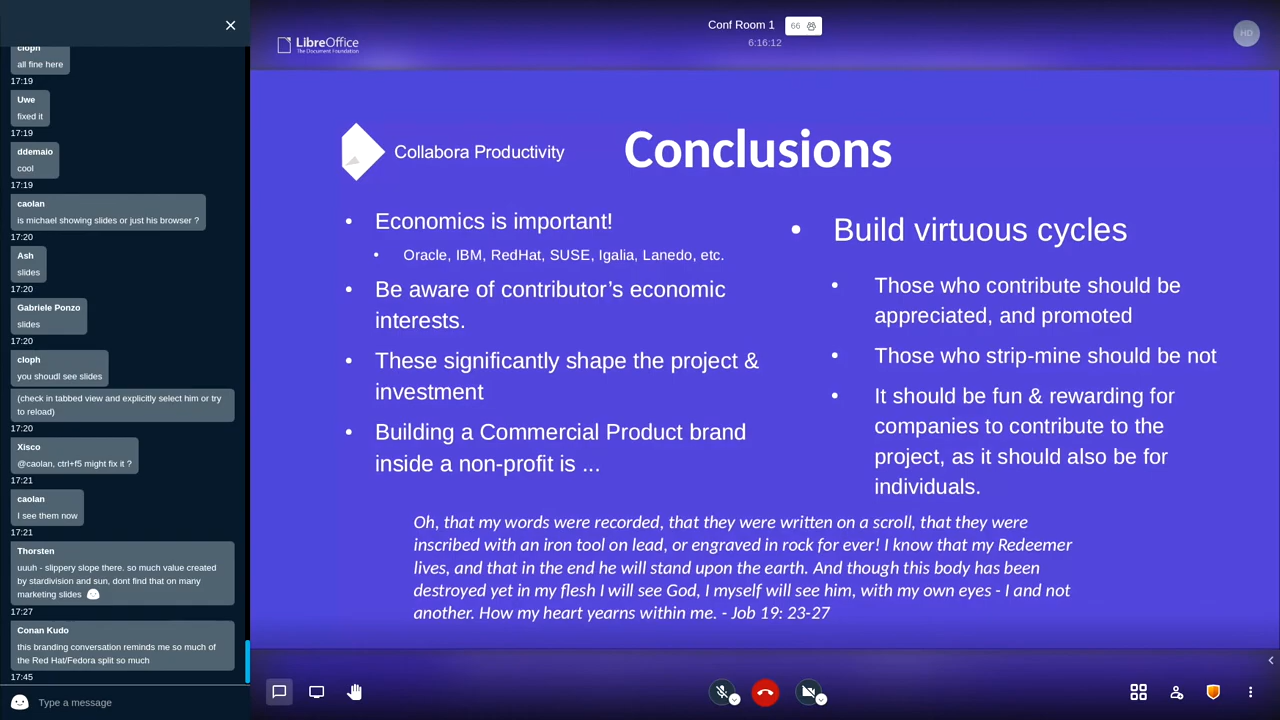 cloph
all fine here
17:19
Uwe
fixed it
17:19
ddemaio
cool
17:19
caolan
is michael showing slides or just his browser ?
17:20
Ash
slides
17:20
Gabriele Ponzo
slides
17:20
cloph
you shoudl see slides
(check in tabbed view and explicitly select him or try
to reload)
17:20
Xisco
@caolan, ctrl+f5 might fix it ?
17:21
caolan
I see them now
17:21
Thorsten
uuuh - slippery slope there. so much value created
by stardivision and sun, dont find that on many
marketing slides
17:27
Conan Kudo
this branding conversation reminds me so much of
the Red Hat/Fedora split so much
17:45
Type a message
LibreOffice
The Document Foundation
Conf Room 1
66
6:16:12
HD
Collabora Productivity
Conclusions
• Economics is important!
• Oracle, IBM, RedHat, SUSE, Igalia, Lanedo, etc.
• Be aware of contributor’s economic
interests.
• These significantly shape the project &
investment
• Building a Commercial Product brand
inside a non-profit is ...
• Build virtuous cycles
• Those who contribute should be
appreciated, and promoted
• Those who strip-mine should be not
• It should be fun & rewarding for
companies to contribute to the
project, as it should also be for
individuals.
Oh, that my words were recorded, that they were written on a scroll, that they were
inscribed with an iron tool on lead, or engraved in rock for ever! I know that my Redeemer
lives, and that in the end he will stand upon the earth. And though this body has been
destroyed yet in my flesh I will see God, I myself will see him, with my own eyes - I and not
another. How my heart yearns within me. - Job 19: 23-27